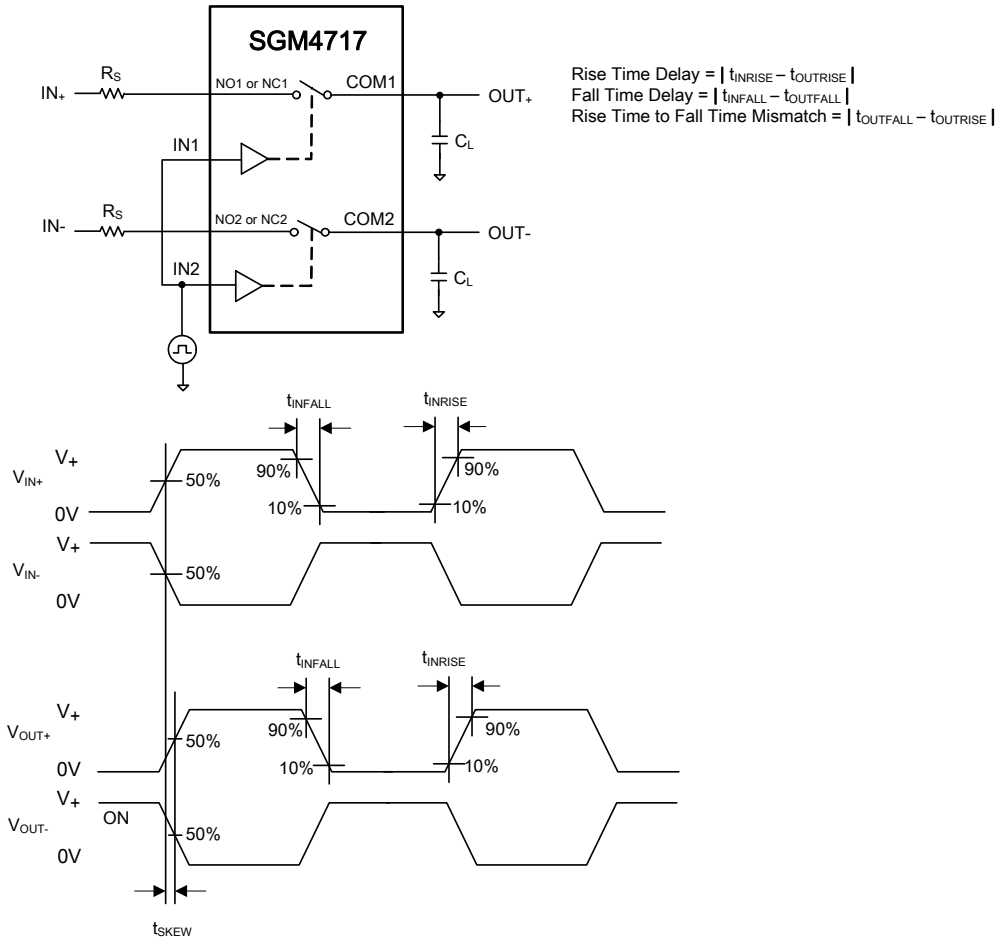 SGM4717
Rise Time Delay = | tINRISE – tOUTRISE |
Fall Time Delay = | tINFALL – tOUTFALL |
Rise Time to Fall Time Mismatch = | tOUTFALL – tOUTRISE |
IN+
RS
NO1 or NC1
COM1
OUT+
CL
IN1
IN-
RS
NO2 or NC2
COM2
OUT-
CL
IN2
tINFALL
tINRISE
V+
VIN+
0V
50%
90%
10%
90%
10%
V+
VIN-
0V
50%
tINFALL
tINRISE
V+
VOUT+
0V
50%
90%
10%
90%
10%
V+
VOUT-
0V
ON
50%
tSKEW